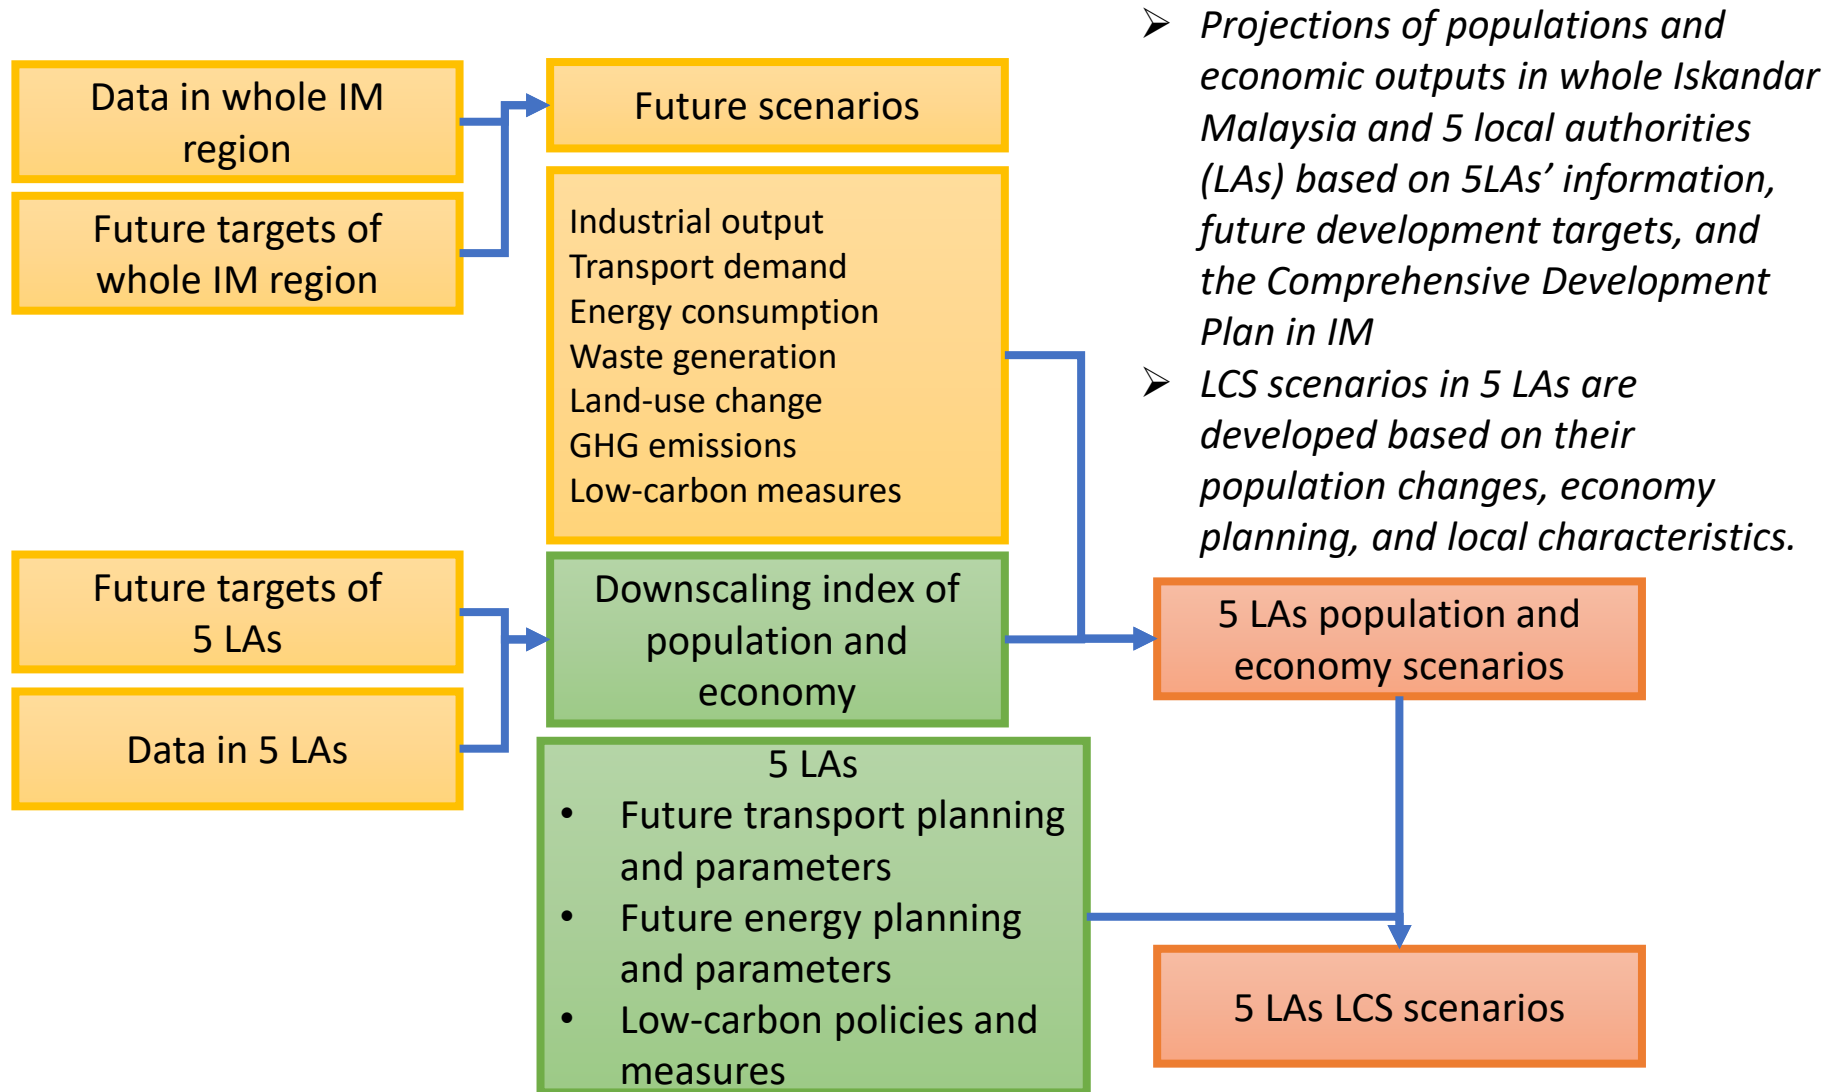 Data in whole IM
region
Future targets of
whole IM region
Future scenarios
Industrial output
Transport demand
Energy consumption
Waste generation
Land-use change
GHG emissions
Low-carbon measures
➢ Projections of populations and
economic outputs in whole Iskandar
Malaysia and 5 local authorities
(LAs) based on 5LAs’ information,
future development targets, and
the Comprehensive Development
Plan in IM
➢ LCS scenarios in 5 LAs are
developed based on their
population changes, economy
planning, and local characteristics.
Future targets of
5 LAs
Data in 5 LAs
Downscaling index of
population and
economy
5 LAs population and
economy scenarios
5 LAs
• Future transport planning
and parameters
• Future energy planning
and parameters
• Low-carbon policies and
measures
5 LAs LCS scenarios